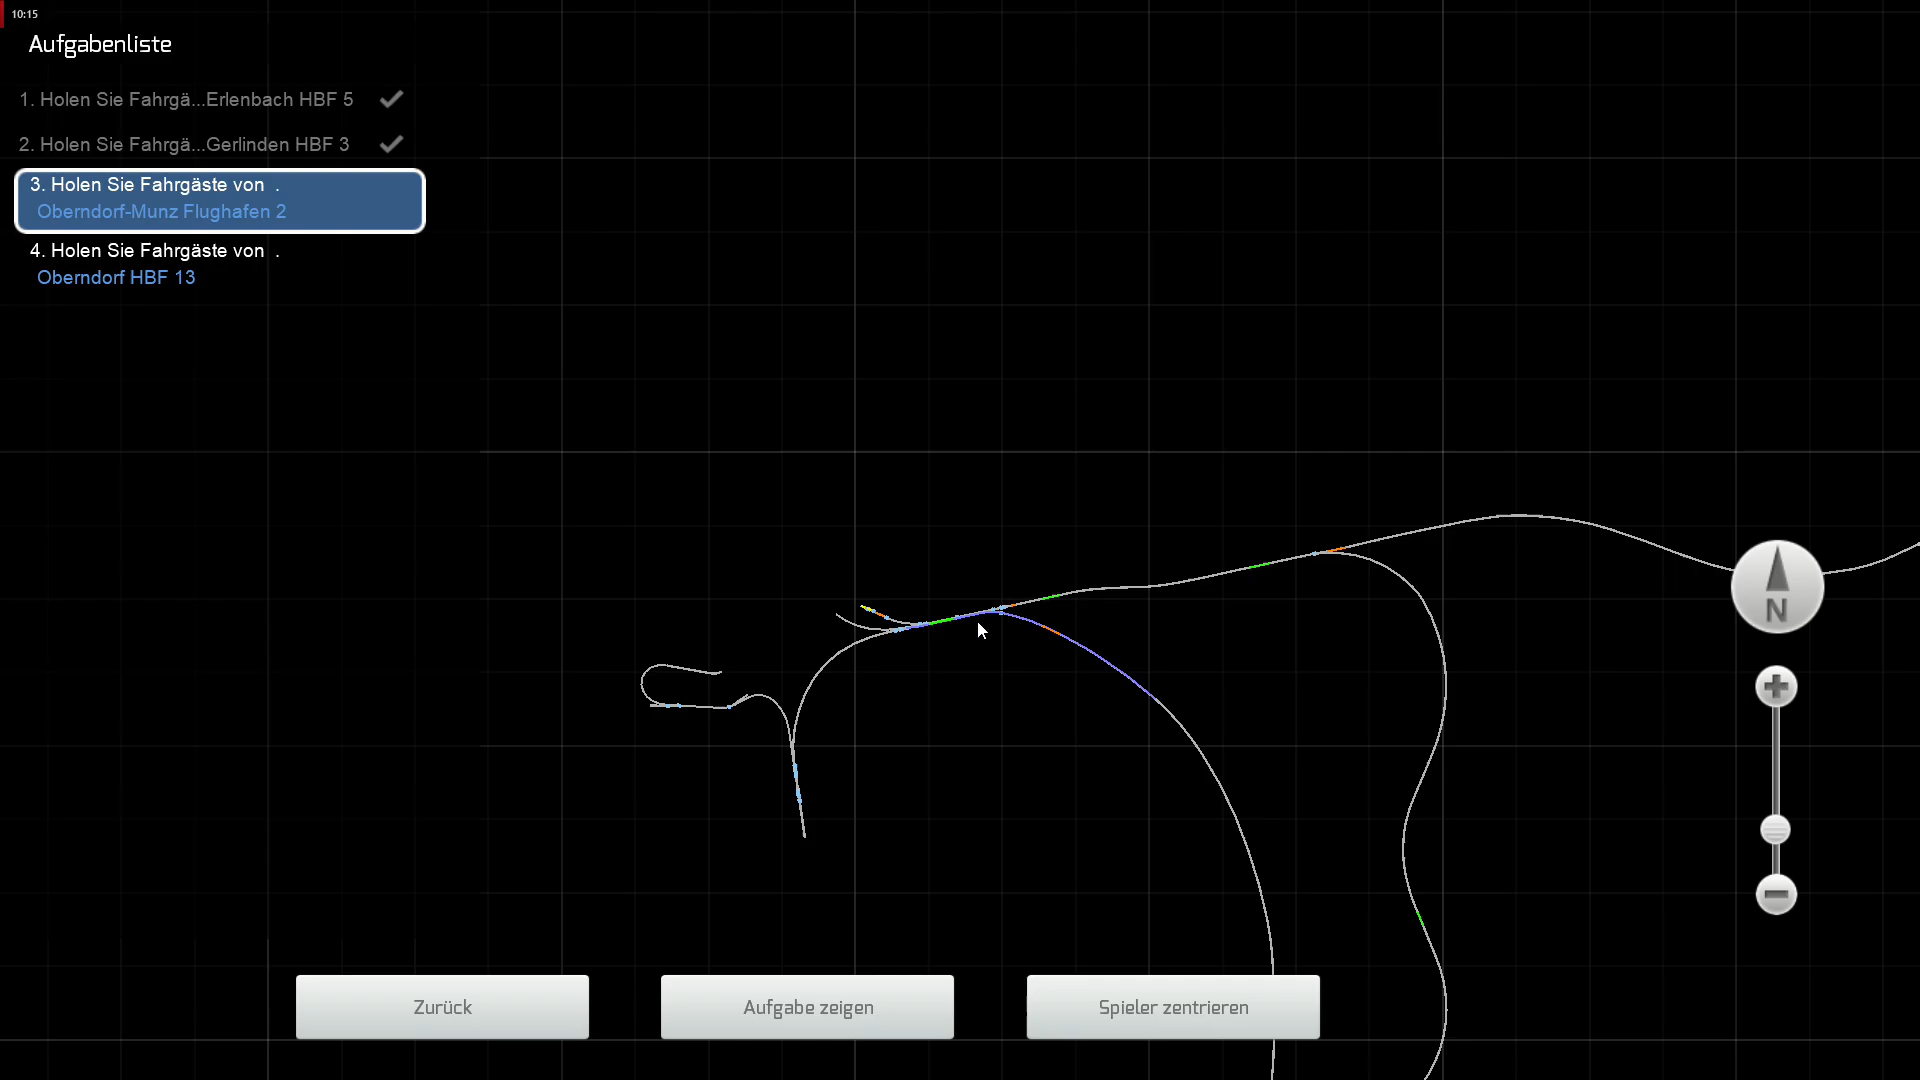 10:15
Aufgabenliste
1. Holen Sie Fahrgä...Erlenbach HBF 5
2. Holen Sie Fahrgä...Gerlinden HBF 3
3. Holen Sie Fahrgäste von .
Oberndorf-Munz Flughafen 2
4. Holen Sie Fahrgäste von .
Oberndorf HBF 13
N
Zurück
Aufgabe zeigen
Spieler zentrieren